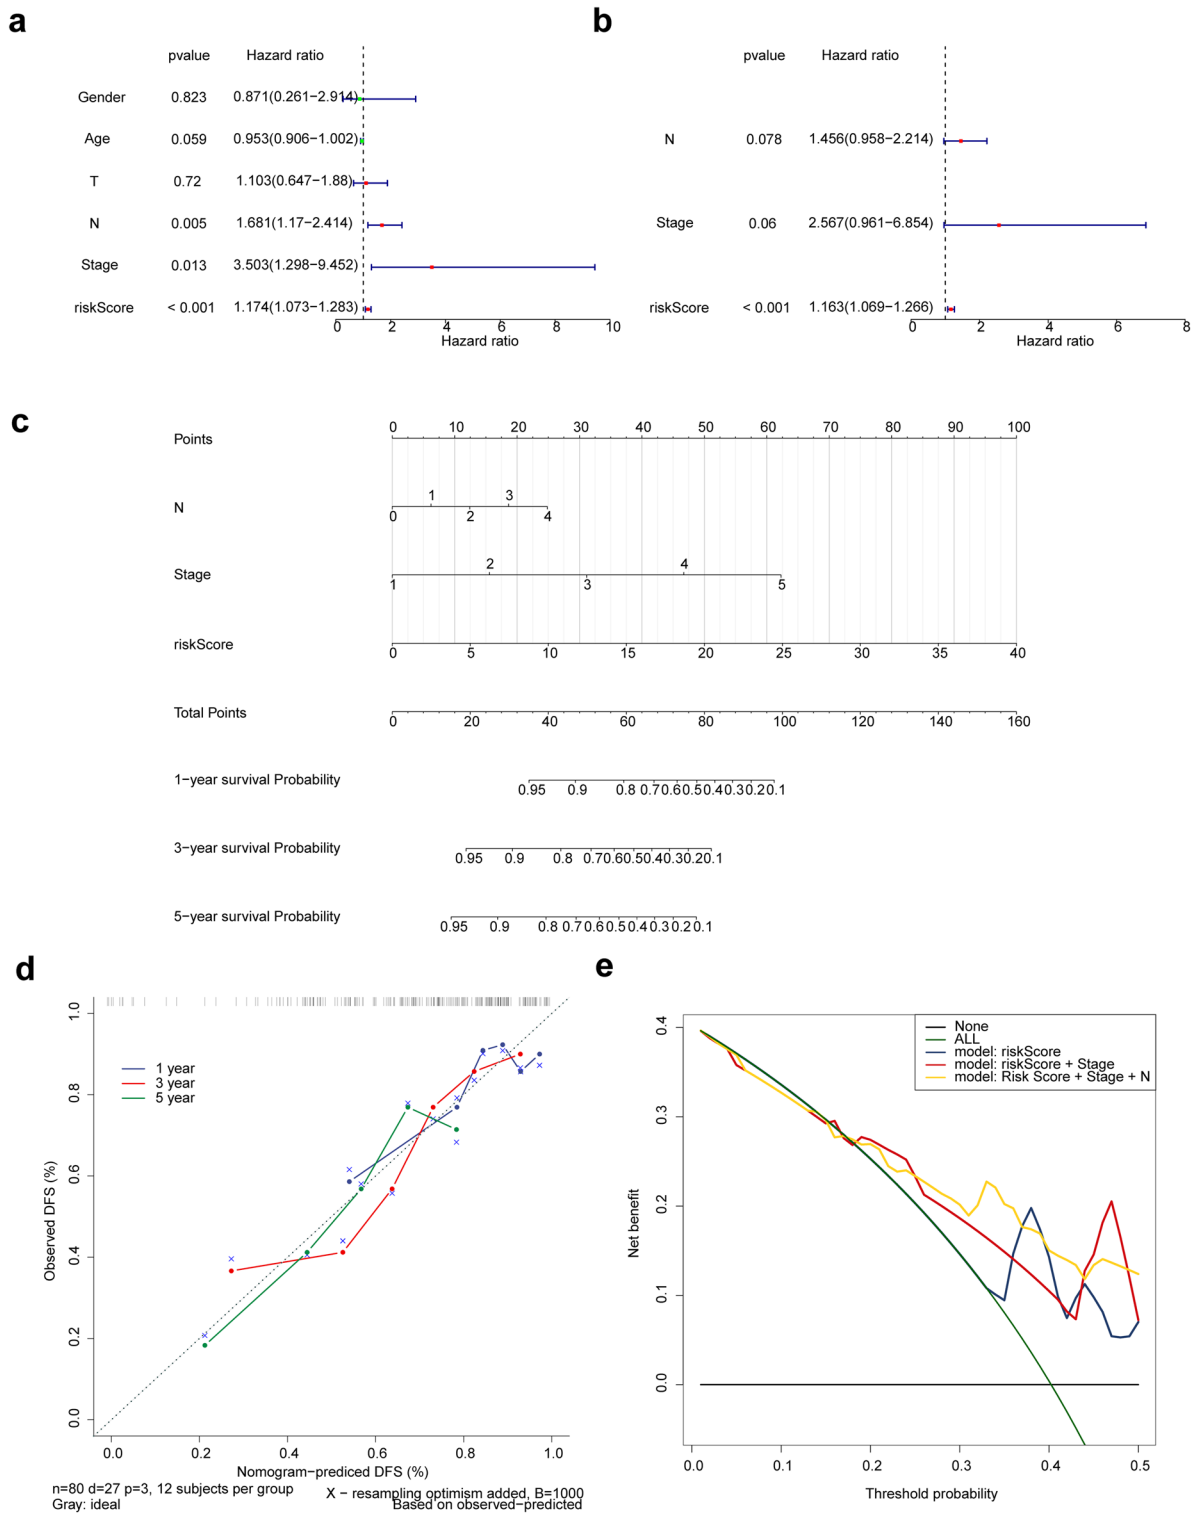 a
pvalue Hazard ratio
Gender 0.823 0.871(0.261−2.914)
Age 0.059 0.953(0.906−1.002)
T 0.72 1.103(0.647−1.88)
N 0.005 1.681(1.17−2.414)
Stage 0.013 3.503(1.298−9.452)
riskScore < 0.001 1.174(1.073−1.283)
0 2 4 6 8 10
Hazard ratio
b
pvalue Hazard ratio
N 0.078 1.456(0.958−2.214)
Stage 0.06 2.567(0.961−6.854)
riskScore < 0.001 1.163(1.069−1.266)
0 2 4 6 8
Hazard ratio
c
Points 0 10 20 30 40 50 60 70 80 90 100
N 0 1 2 3 4
Stage 1 2 3 4 5
riskScore 0 5 10 15 20 25 30 35 40
Total Points 0 20 40 60 80 100 120 140 160
1−year survival Probability 0.95 0.9 0.8 0.7 0.6 0.5 0.4 0.3 0.2 0.1
3−year survival Probability 0.95 0.9 0.8 0.7 0.6 0.5 0.4 0.3 0.2 0.1
5−year survival Probability 0.95 0.9 0.8 0.7 0.6 0.5 0.4 0.3 0.2 0.1
d
1 year
3 year
5 year
Observed DFS (%)
1.0
0.8
0.6
0.4
0.2
0.0
0.0 0.2 0.4 0.6 0.8 1.0
Nomogram−prediced DFS (%)
n=80 d=27 p=3, 12 subjects per group
Gray: ideal
X − resampling optimism added, B=1000
Based on observed−predicted
e
None
ALL
model: riskScore
model: riskScore + Stage
model: Risk Score + Stage + N
Net benefit
0.4
0.3
0.2
0.1
0.0
0.0 0.1 0.2 0.3 0.4 0.5
Threshold probability